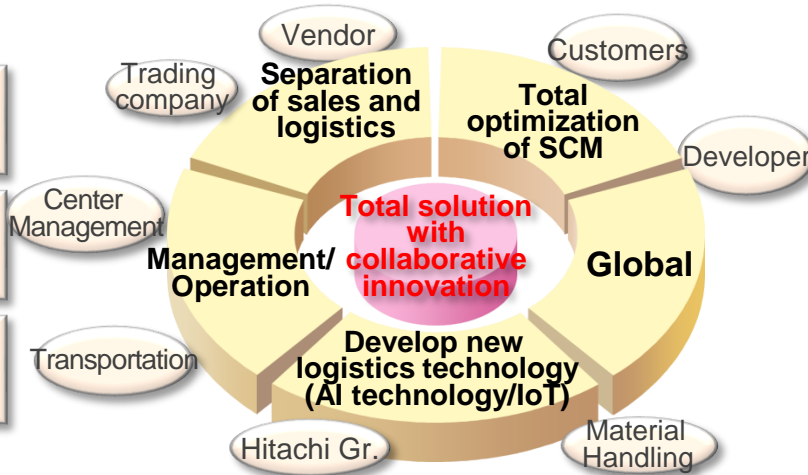 Vendor
Customers
Trading
company
Separation
of sales and
logistics
Total
optimization
of SCM
Developer
Center
Management
Total solution
with
collaborative
innovation
Management/
Operation
Global
Develop new
logistics technology
(AI technology/IoT)
Transportation
Hitachi Gr.
Material
Handling